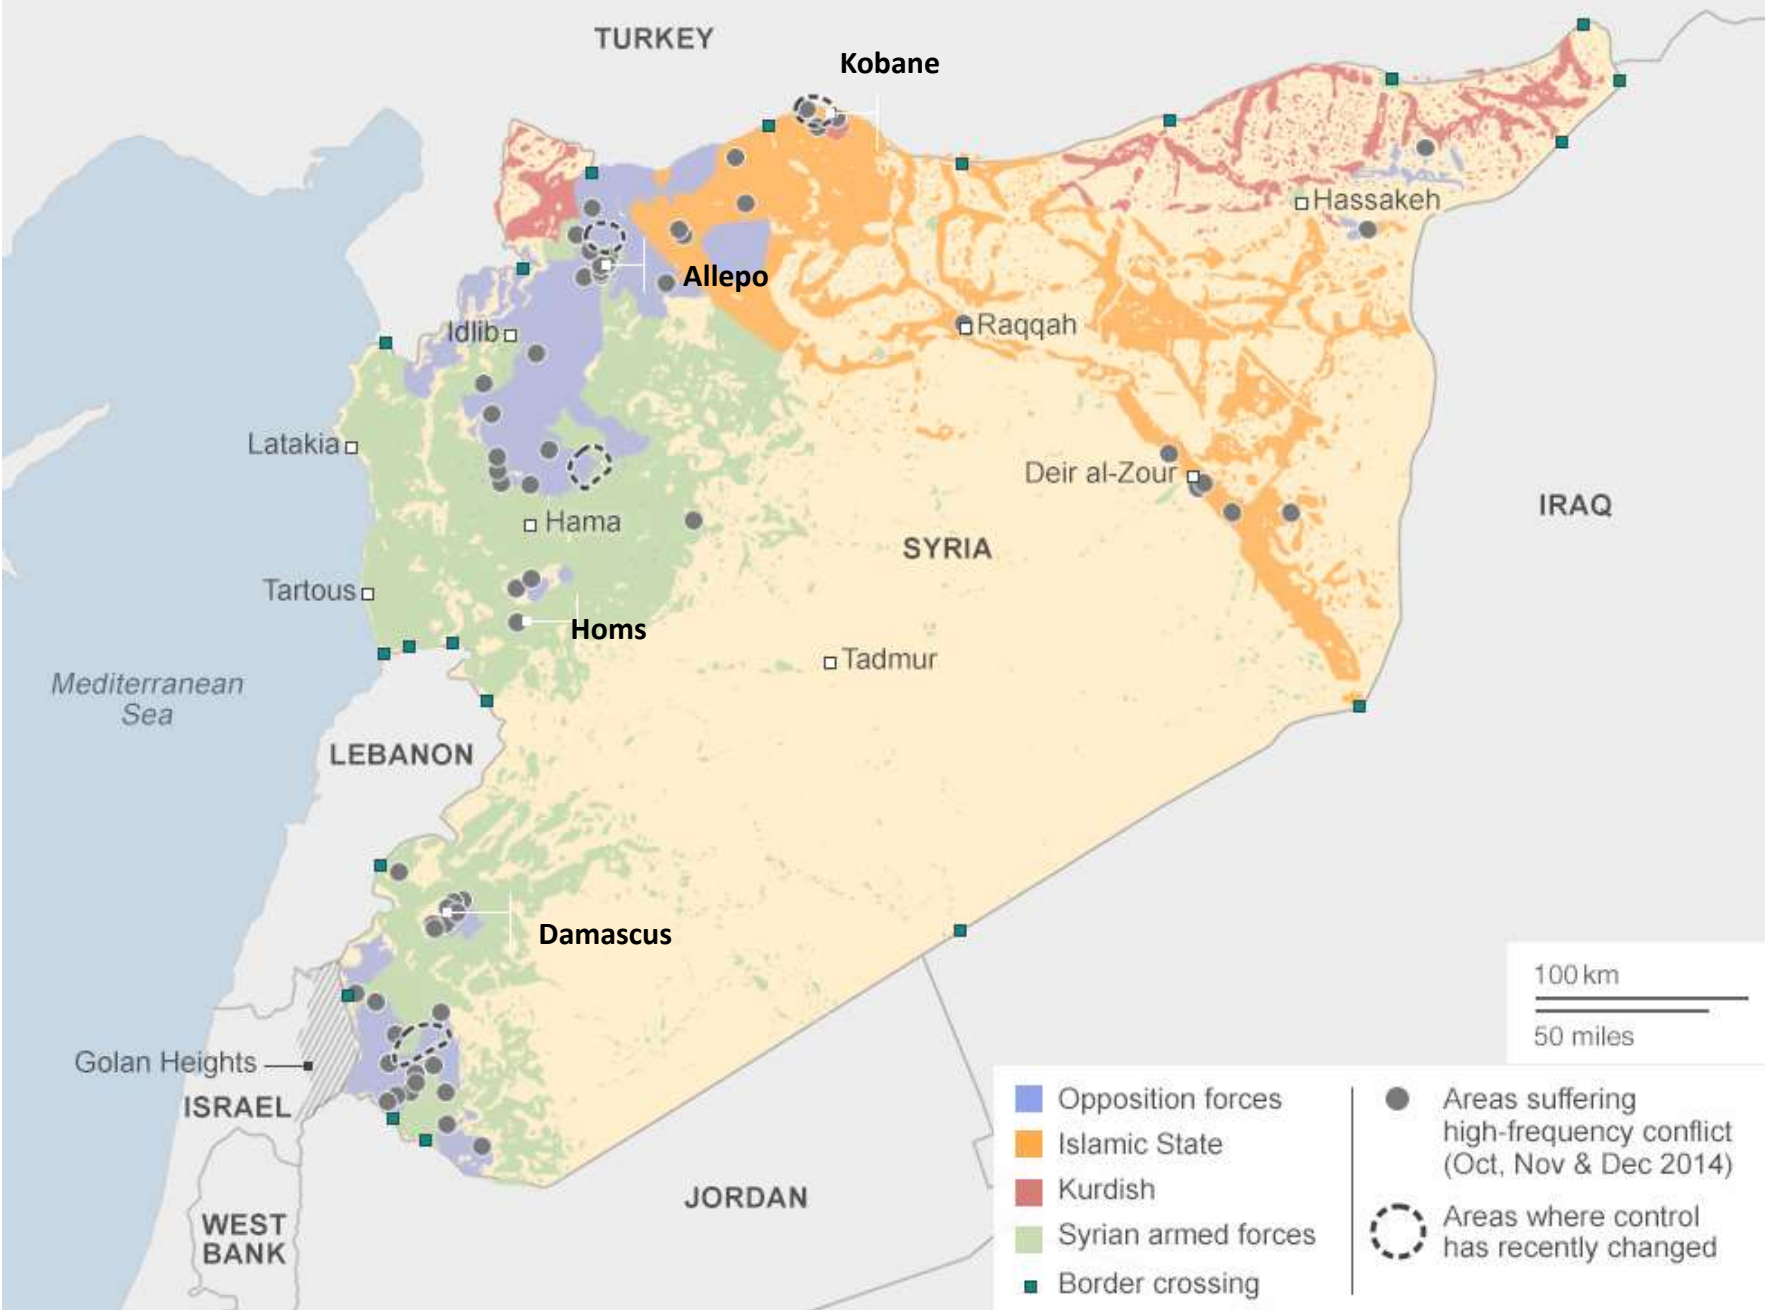 TURKEY
Kobane
Hassakeh
Allepo
Idlib
Raqqah
Latakia
Deir al-Zour
IRAQ
Hama
SYRIA
Tartous
Homs
Tadmur
Mediterranean
Sea
LEBANON
Damascus
100 km
50 miles
Golan Heights
ISRAEL
JORDAN
WEST
BANK
Opposition forces
Islamic State
Kurdish
Syrian armed forces
Border crossing
Areas suffering
high-frequency conflict
(Oct, Nov & Dec 2014)
Areas where control
has recently changed